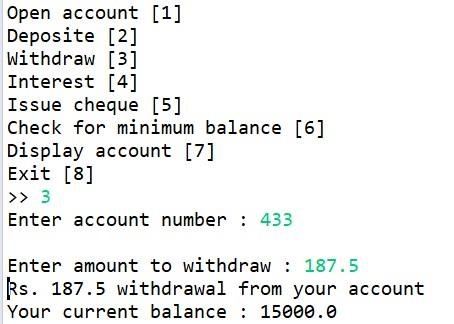 Open account [1]
Deposite [2]
Withdraw [3]
Interest [4]
Issue cheque [5]
Check for minimum balance [6]
Display account [7]
Exit [8]
>> 3
Enter account number : 433
Enter amount to withdraw : 187.5
Rs. 187.5 withdrawal from your account
Your current balance : 15000.0